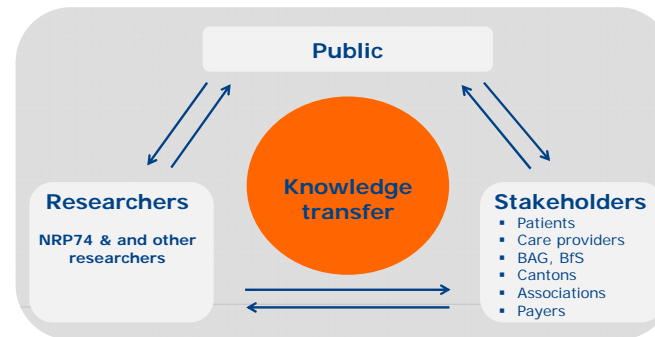 Public
Knowledge
transfer
Researchers
NRP74 & and other
researchers
Stakeholders
▪ Patients
▪ Care providers
▪ BAG, BfS
▪ Cantons
▪ Associations
▪ Payers